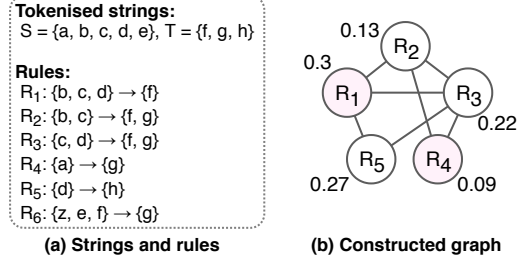 Tokenised strings:
S = {a, b, c, d, e}, T = {f, g, h}
Rules:
R₁: {b, c, d} → {f}
R₂: {b, c} → {f, g}
R₃: {c, d} → {f, g}
R₄: {a} → {g}
R₅: {d} → {h}
R₆: {z, e, f} → {g}
(a) Strings and rules
0.13
R₂
0.3
R₁
R₃
0.22
R₅
R₄
0.27
0.09
(b) Constructed graph